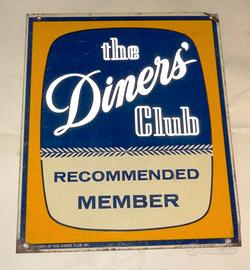 the
Diners'
Club
RECOMMENDED
MEMBER